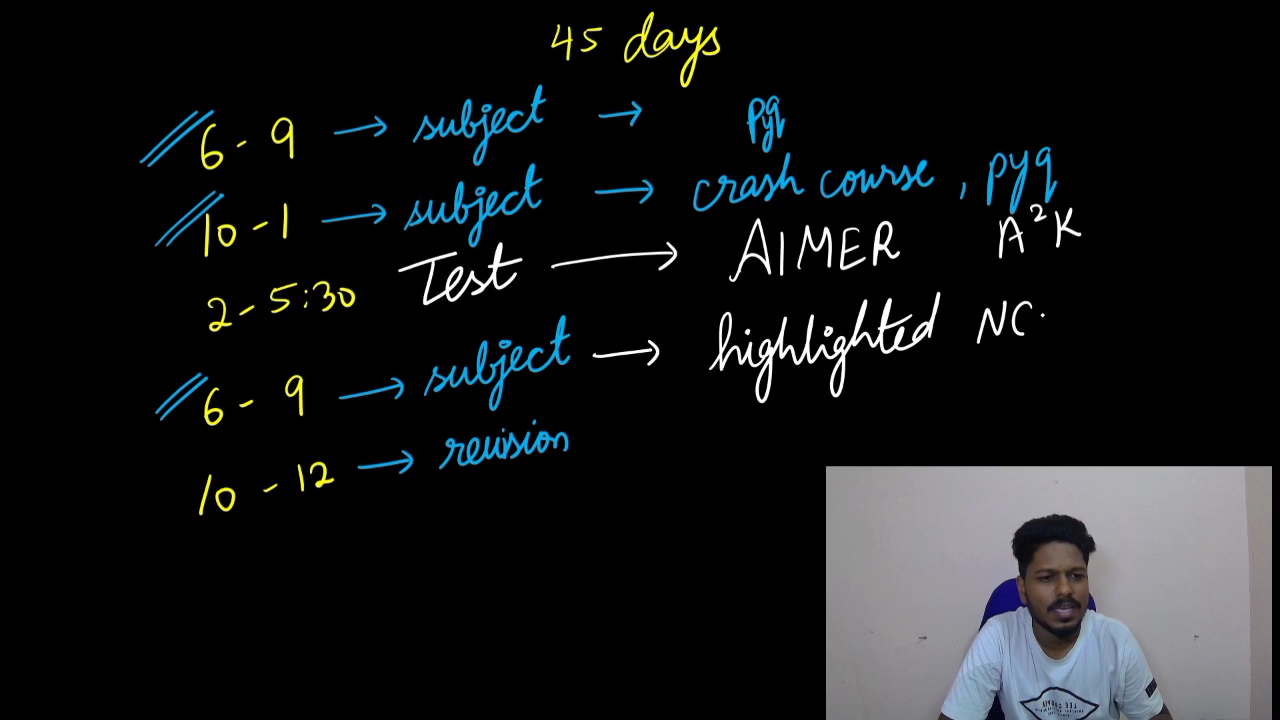 45 days
6 - 9 → subject → pyq
10 - 1 → subject → crash course, pyq
2 - 5:30 Test → AIMER A²K
6 - 9 → subject → highlighted NC.
10 - 12 → revision